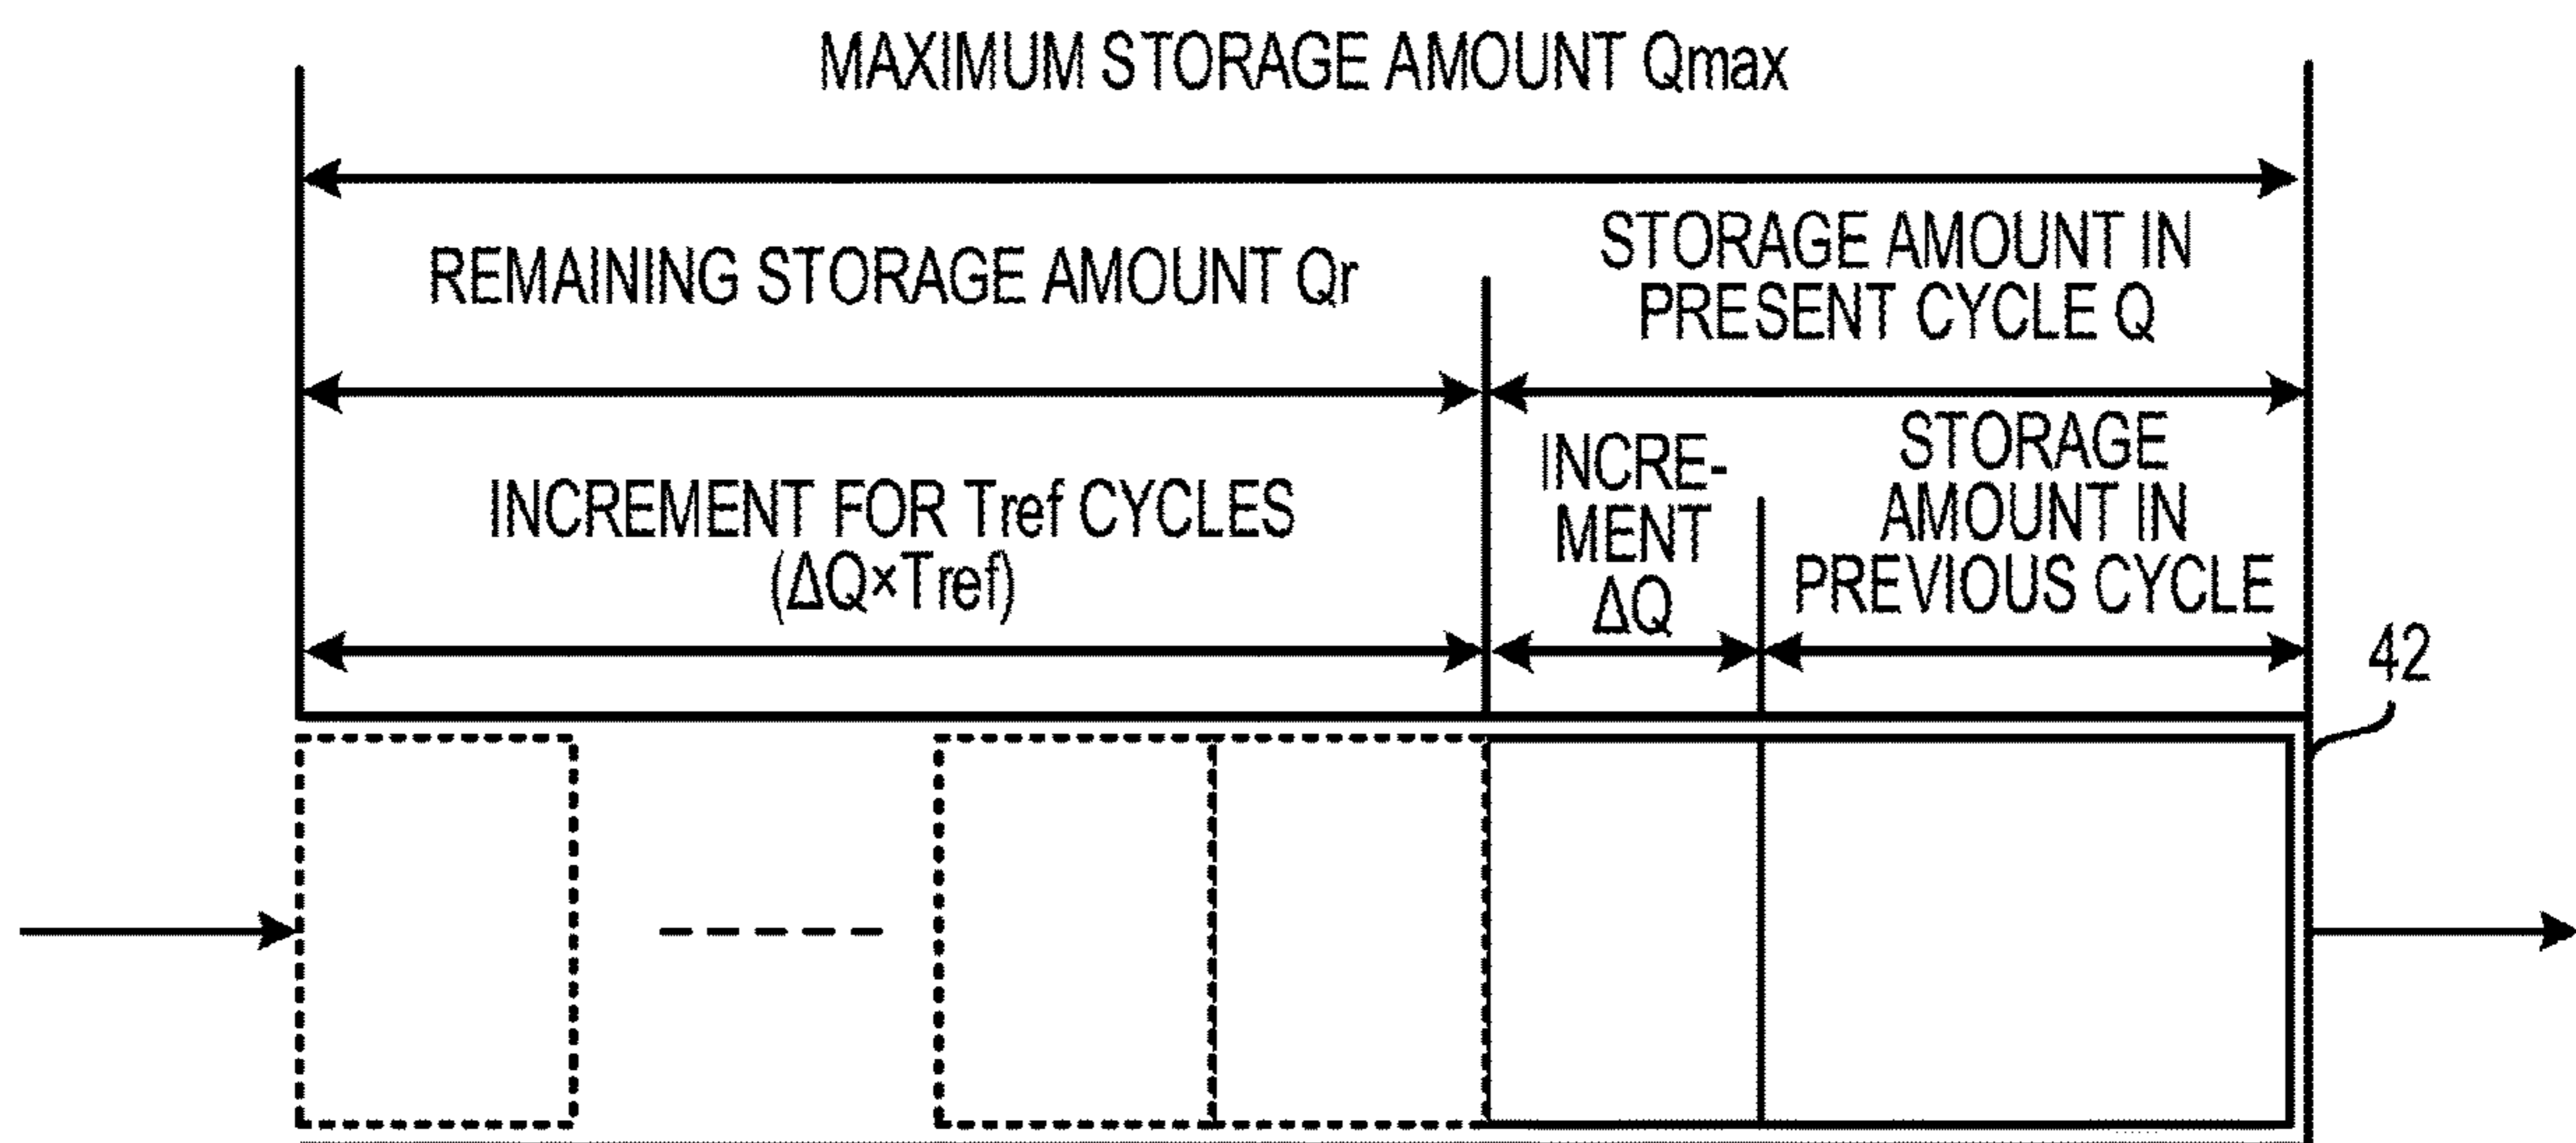 MAXIMUM STORAGE AMOUNT Qmax
REMAINING STORAGE AMOUNT Qr
STORAGE AMOUNT IN
PRESENT CYCLE Q
INCREMENT FOR Tref CYCLES
(ΔQ×Tref)
INCRE-
MENT
ΔQ
STORAGE
AMOUNT IN
PREVIOUS CYCLE
42